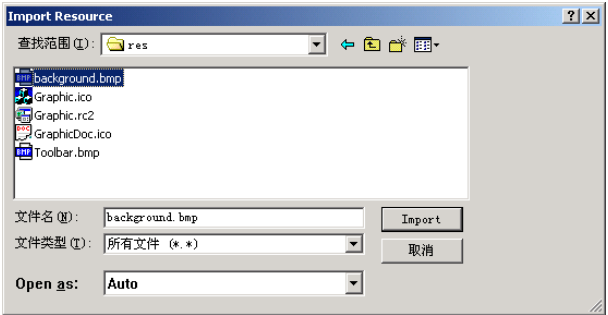 Import Resource
查找范围(I): res
background.bmp
Graphic.ico
Graphic.rc2
GraphicDoc.ico
Toolbar.bmp
文件名(N): background.bmp Import
文件类型(T): 所有文件 (*.*) 取消
Open as: Auto